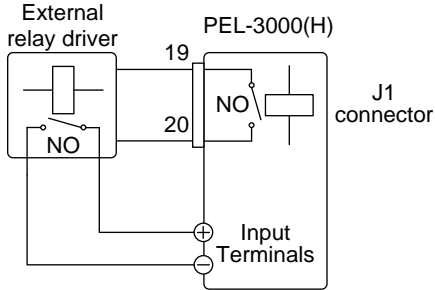 External
relay driver
PEL-3000(H)
19
NO
J1
connector
20
NO
Input
Terminals